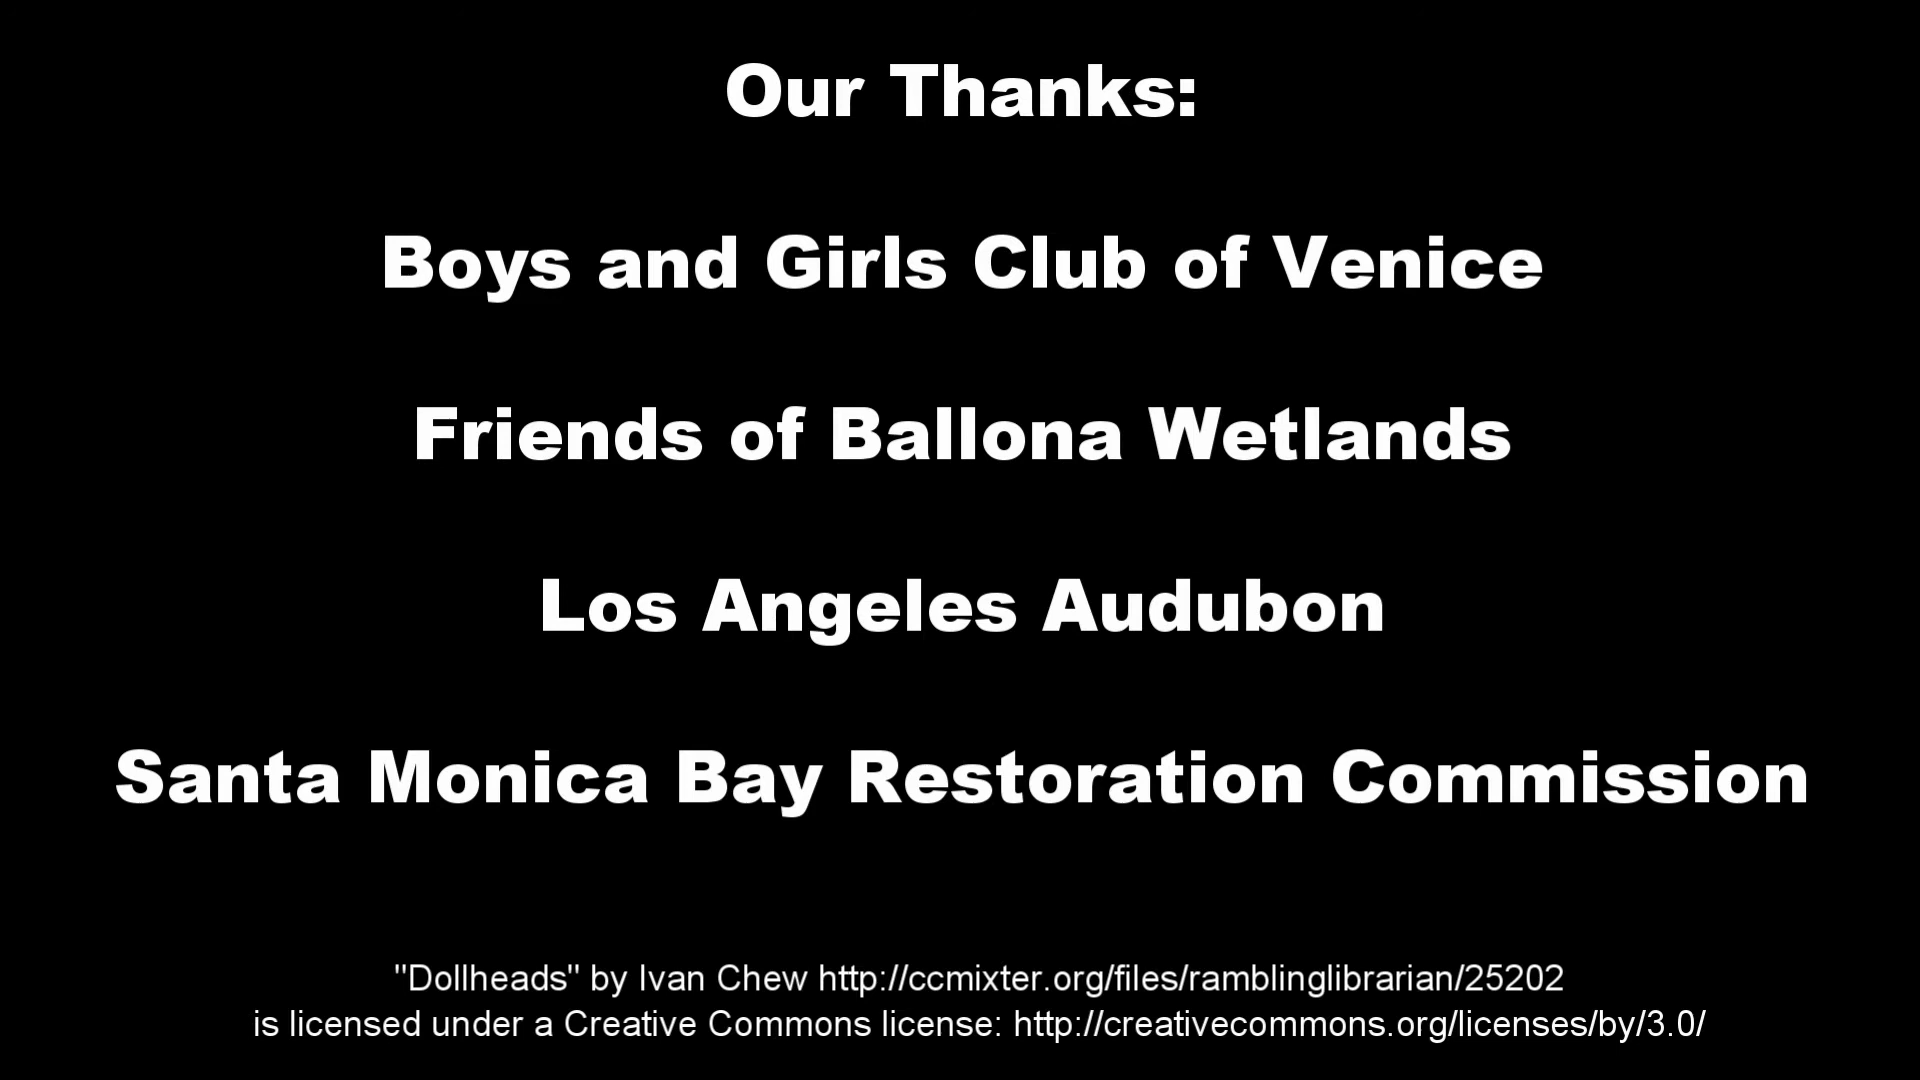 Our Thanks:
Boys and Girls Club of Venice
Friends of Ballona Wetlands
Los Angeles Audubon
Santa Monica Bay Restoration Commission
"Dollheads" by Ivan Chew http://ccmixter.org/files/ramblinglibrarian/25202
is licensed under a Creative Commons license: http://creativecommons.org/licenses/by/3.0/